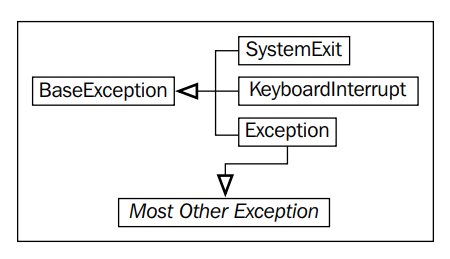 SystemExit
BaseException
KeyboardInterrupt
Exception
Most Other Exception